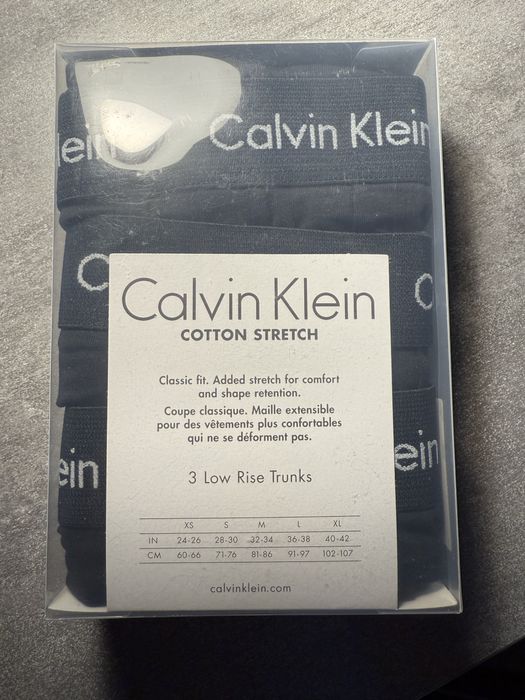 lein
Calvin Klein
C
C
Calvin Klein
COTTON STRETCH
Classic fit. Added stretch for comfort
and shape retention.
Coupe classique. Maille extensible
pour des vêtements plus confortables
qui ne se déforment pas.
ein
ein
3 Low Rise Trunks
XS S M L XL
IN 24-26 28-30 32-34 36-38 40-42
CM 60-66 71-76 81-86 91-97 102-107
calvinklein.com